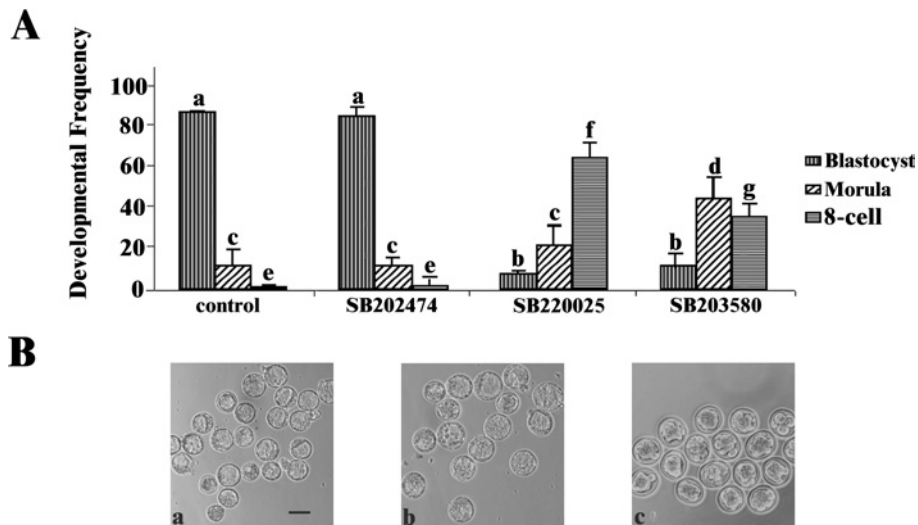 A
Developmental Frequency
100
80
60
40
20
0
a
c
e
a
c
e
b
c
f
b
d
g
control
SB202474
SB220025
SB203580
Blastocyst
Morula
8-cell
B
a
b
c